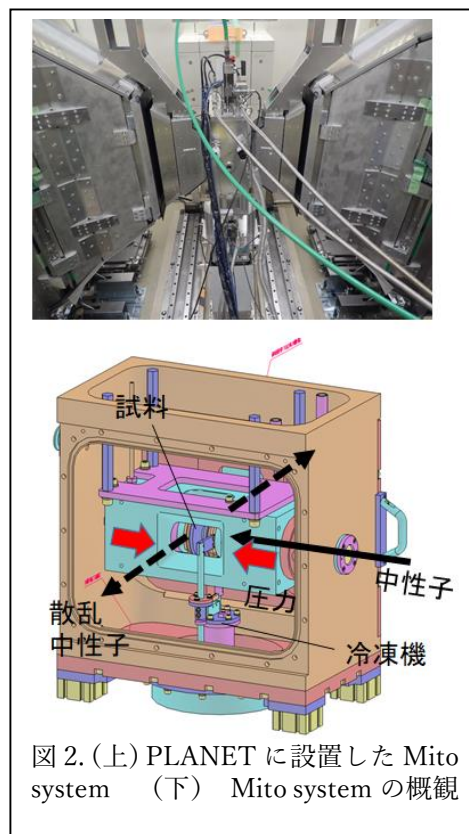 試料
中性子
圧力
散乱
中性子
冷凍機
図 2. (上) PLANET に設置した Mito
system （下） Mito system の概観